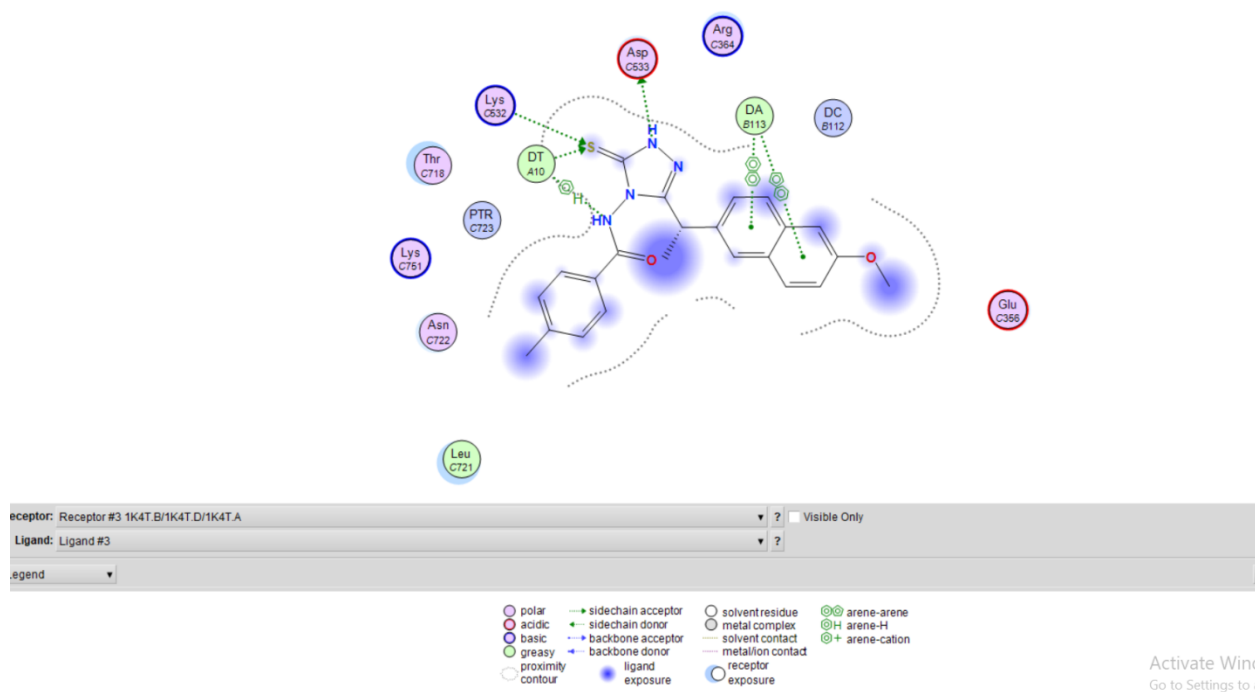 Arg
C364
Asp
C533
Lys
C532
DA
B113
DC
B112
H
N
S
N
DT
A10
Thr
C718
H
N
HN
PTR
C723
Lys
C751
O
O
Glu
C356
Asn
C722
Leu
C721
eceptor: Receptor #3 1K4T.B/1K4T.D/1K4T.A ? Visible Only
Ligand: Ligand #3 ?
egend
polar sidechain acceptor solvent residue arene-arene
acidic sidechain donor metal complex H arene-H
basic backbone acceptor solvent contact + arene-cation
greasy backbone donor metal/ion contact
proximity contour ligand exposure receptor exposure
Activate Win
Go to Settings to